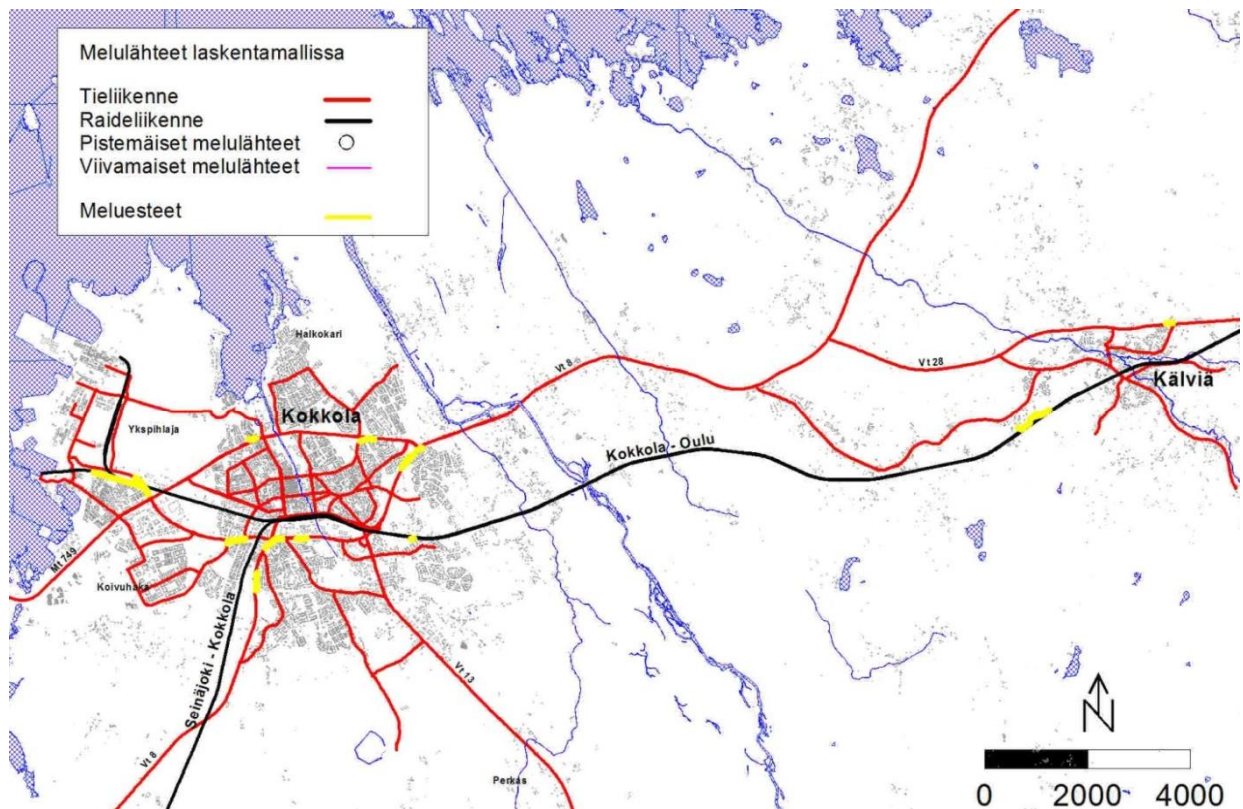 Melulähteet laskentamallissa
Tieliikenne
Raideliikenne
Pistemäiset melulähteet
Viivamaiset melulähteet
Meluesteet
Halkokari
Vt 8
Vt 28
Kälviä
Kokkola
Ykspihlaja
Kokkola - Oulu
Mt 749
Koivuhaka
Seinäjoki - Kokkola
Vt 13
Vt 8
Perkas
N
0 2000 4000